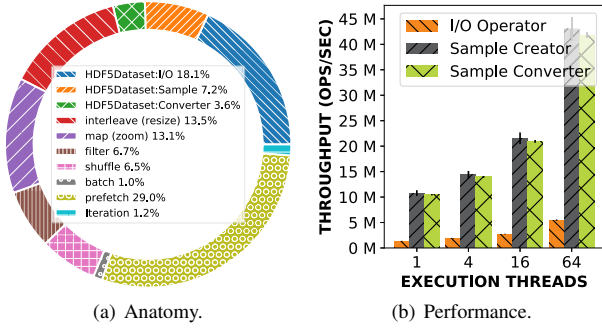 HDF5Dataset:I/O 18.1%
HDF5Dataset:Sample 7.2%
HDF5Dataset:Converter 3.6%
interleave (resize) 13.5%
map (zoom) 13.1%
filter 6.7%
shuffle 6.5%
batch 1.0%
prefetch 29.0%
Iteration 1.2%
(a) Anatomy.
THROUGHPUT (OPS/SEC)
45 M
40 M
35 M
30 M
25 M
20 M
15 M
10 M
5 M
0 M
I/O Operator
Sample Creator
Sample Converter
1 4 16 64
EXECUTION THREADS
(b) Performance.